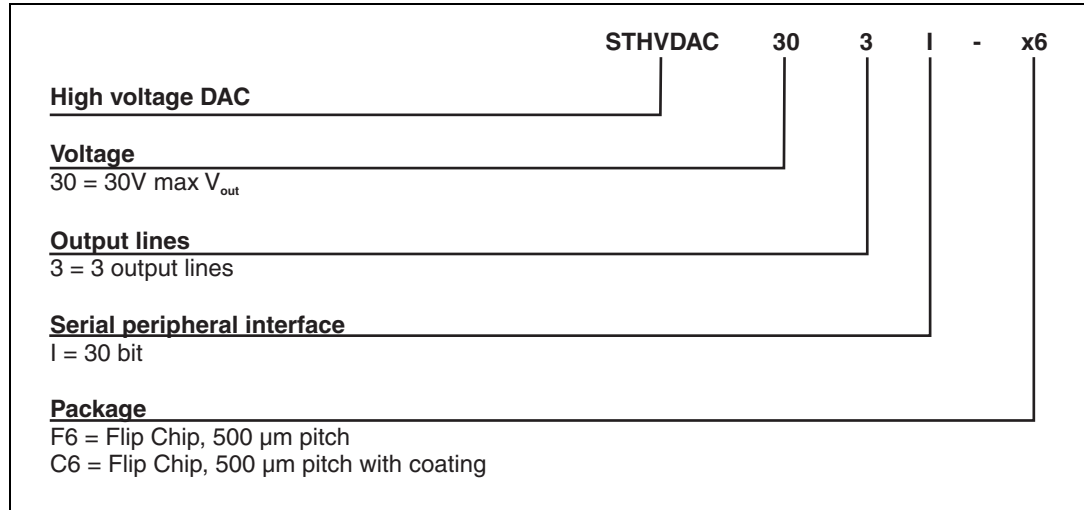 STHVDAC 30 3 I - x6
High voltage DAC
Voltage
30 = 30V max Vout
Output lines
3 = 3 output lines
Serial peripheral interface
I = 30 bit
Package
F6 = Flip Chip, 500 µm pitch
C6 = Flip Chip, 500 µm pitch with coating